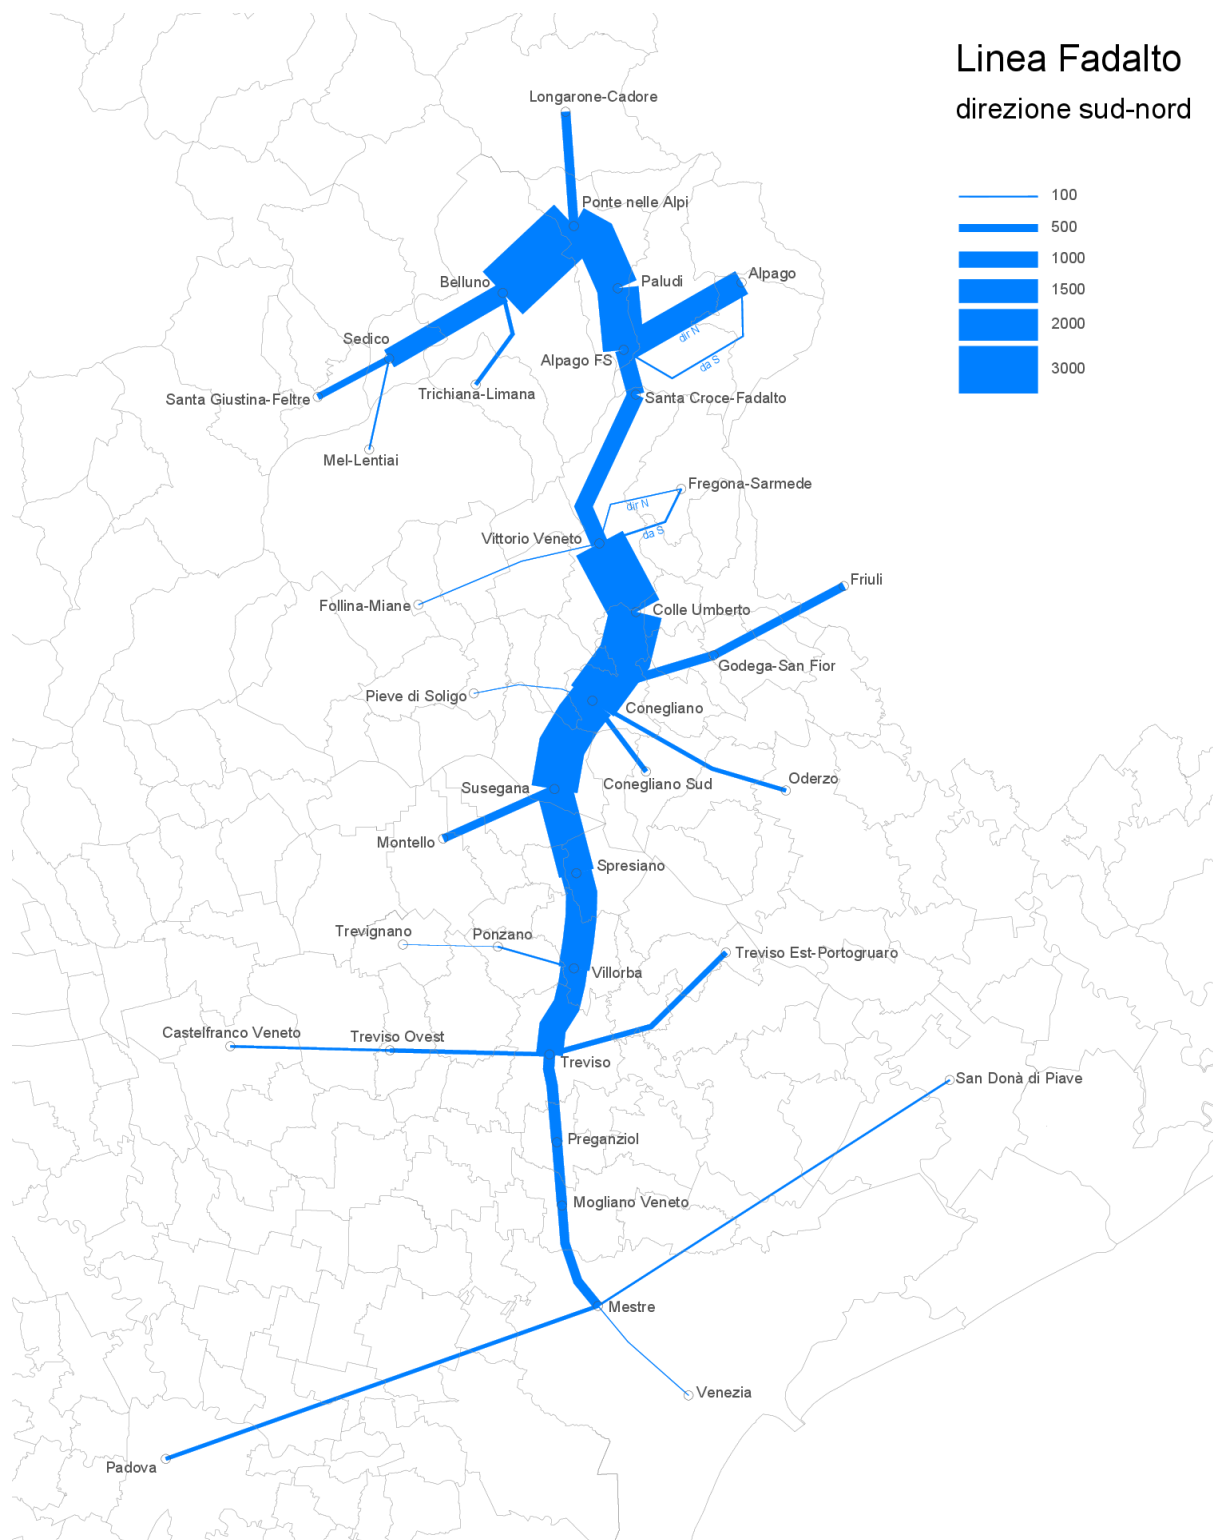 Linea Fadalto
direzione sud-nord
100
500
1000
1500
2000
3000
Longarone-Cadore
Ponte nelle Alpi
Belluno
Paludi
Alpago
Sedico
dir N
Alpago FS
da S
Santa Giustina-Feltre
Trichiana-Limana
Santa Croce-Fadalto
Mel-Lentiai
Fregona-Sarmede
dir N
Vittorio Veneto
da S
Friuli
Follina-Miane
Colle Umberto
Godega-San Fior
Pieve di Soligo
Conegliano
Conegliano Sud
Oderzo
Susegana
Montello
Spresiano
Trevignano
Ponzano
Treviso Est-Portogruaro
Villorba
Castelfranco Veneto
Treviso Ovest
Treviso
San Donà di Piave
Preganziol
Mogliano Veneto
Mestre
Venezia
Padova